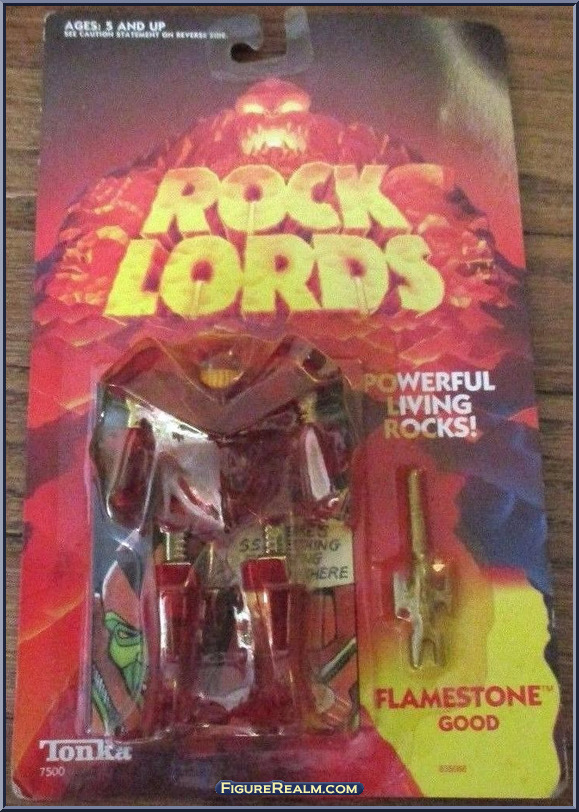 AGES: 5 AND UP
SEE CAUTION STATEMENT ON REVERSE SIDE.
ROCK
LORDS
POWERFUL
LIVING
ROCKS!
HERE
FLAMESTONE™
GOOD
Tonka
7500
FIGUREREALM.COM